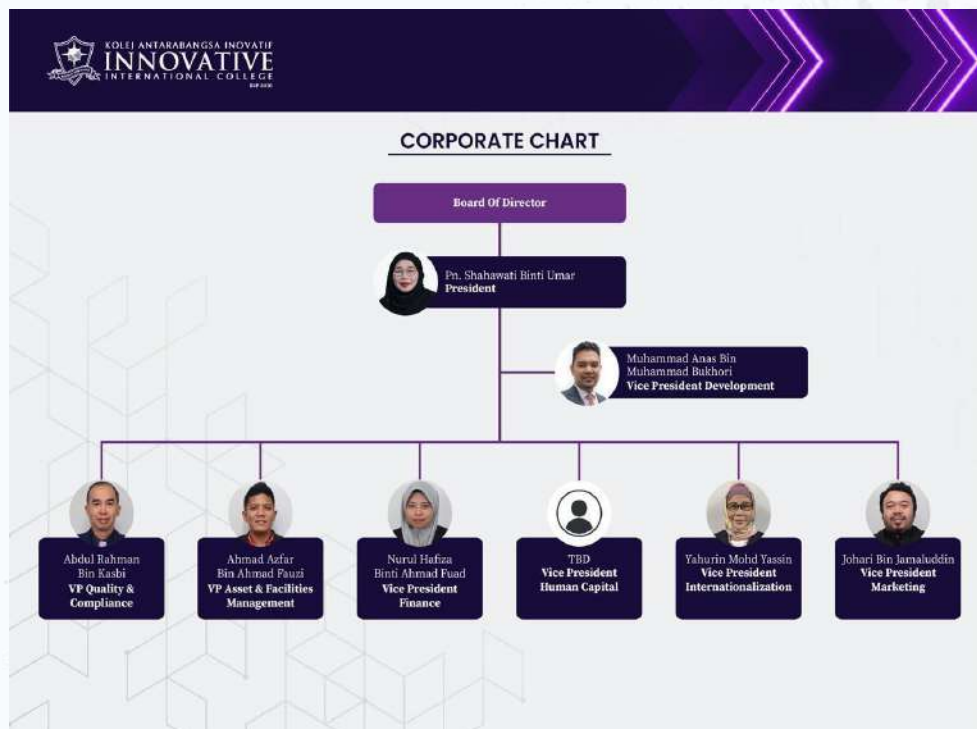 KOLEJ ANTARABANGSA INOVATIF
INNOVATIVE
INTERNATIONAL COLLEGE
CORPORATE CHART
Board Of Director
Pn. Shahawati Binti Umar
President
Muhammad Anas Bin
Muhammad Bukhori
Vice President Development
Abdul Rahman
Bin Kasbi
VP Quality &
Compliance
Ahmad Azfar
Bin Ahmad Fauzi
VP Asset & Facilities
Management
Nurul Hafiza
Binti Ahmad Fuad
Vice President
Finance
TBD
Vice President
Human Capital
Yahurin Mohd Yassin
Vice President
Internationalization
Johari Bin Jamaluddin
Vice President
Marketing